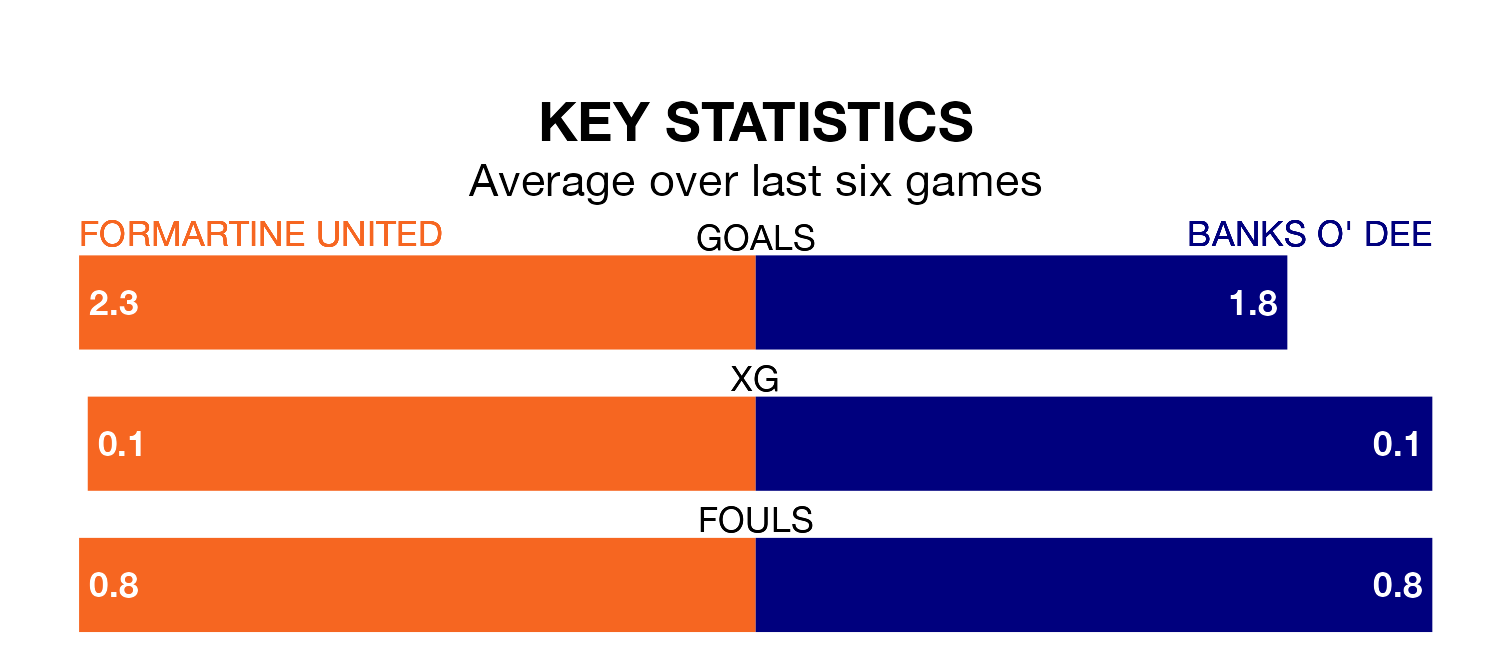 KEY STATISTICS
Average over last six games
FORMARTINE UNITED
GOALS
BANKS O' DEE
2.3
1.8
XG
0.1
0.1
FOULS
0.8
0.8